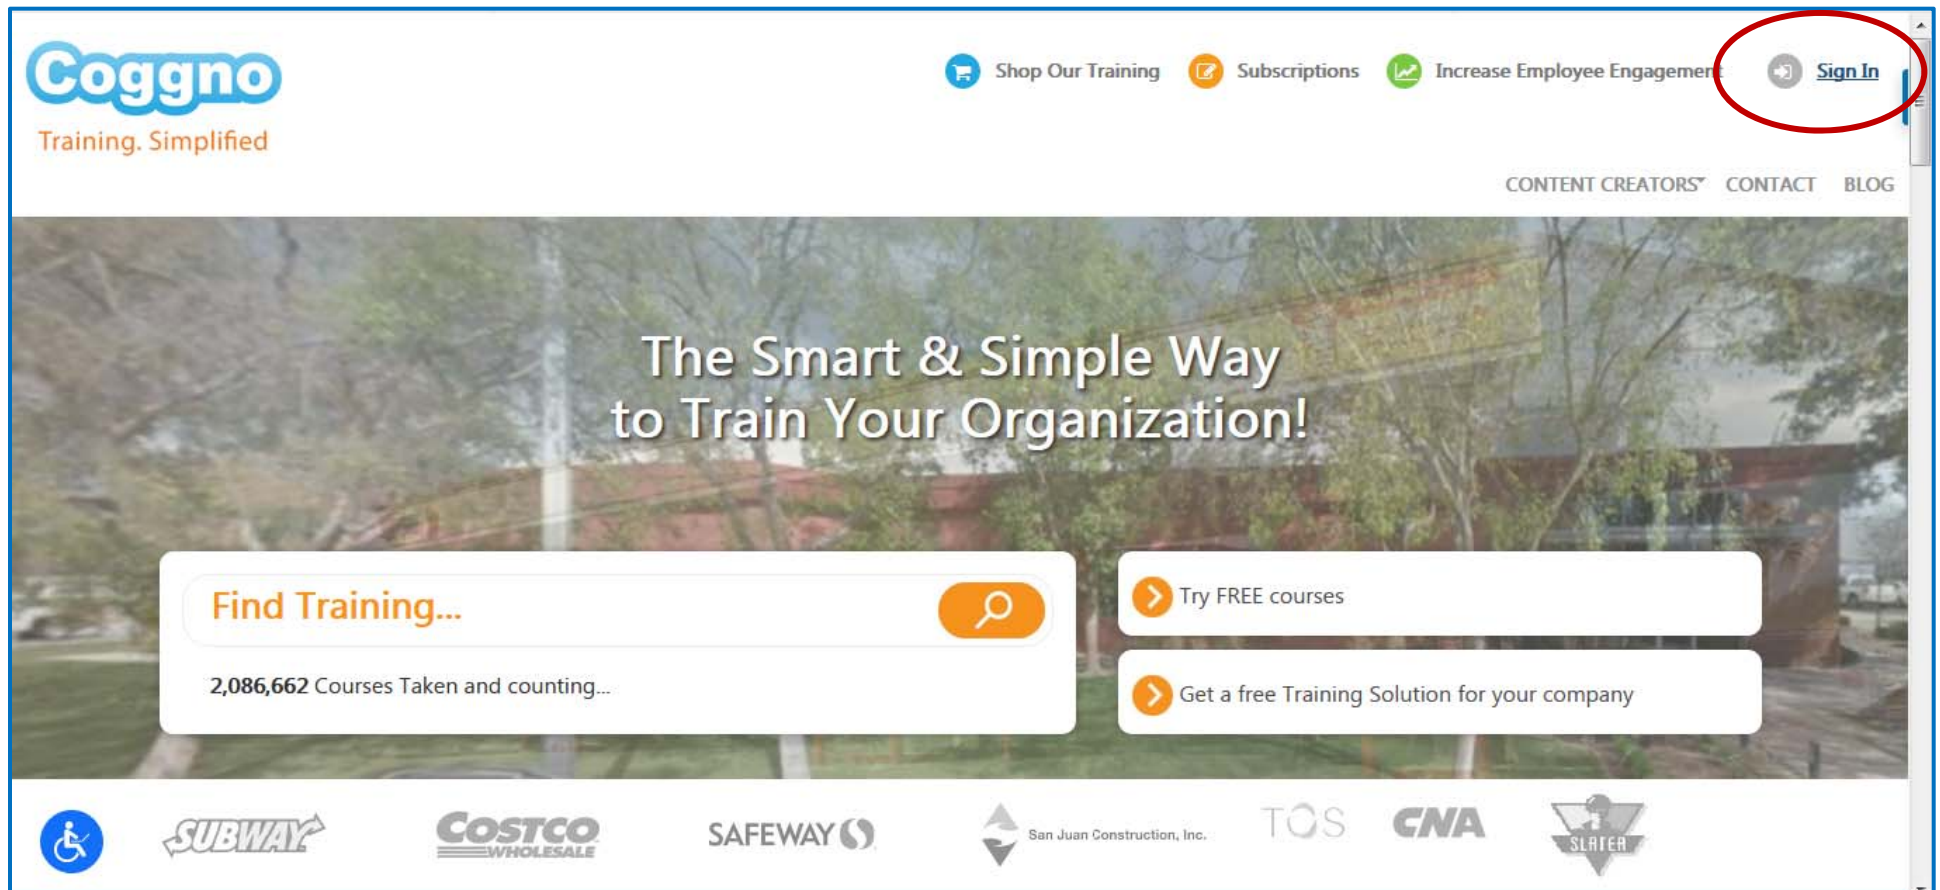 Coggno
Training. Simplified
Shop Our Training
Subscriptions
Increase Employee Engagement
Sign In
CONTENT CREATORS
CONTACT
BLOG
The Smart & Simple Way
to Train Your Organization!
Find Training...
2,086,662 Courses Taken and counting...
Try FREE courses
Get a free Training Solution for your company
SUBWAY
COSTCO
WHOLESALE
SAFEWAY
San Juan Construction, Inc.
TOS
CNA
SLATER